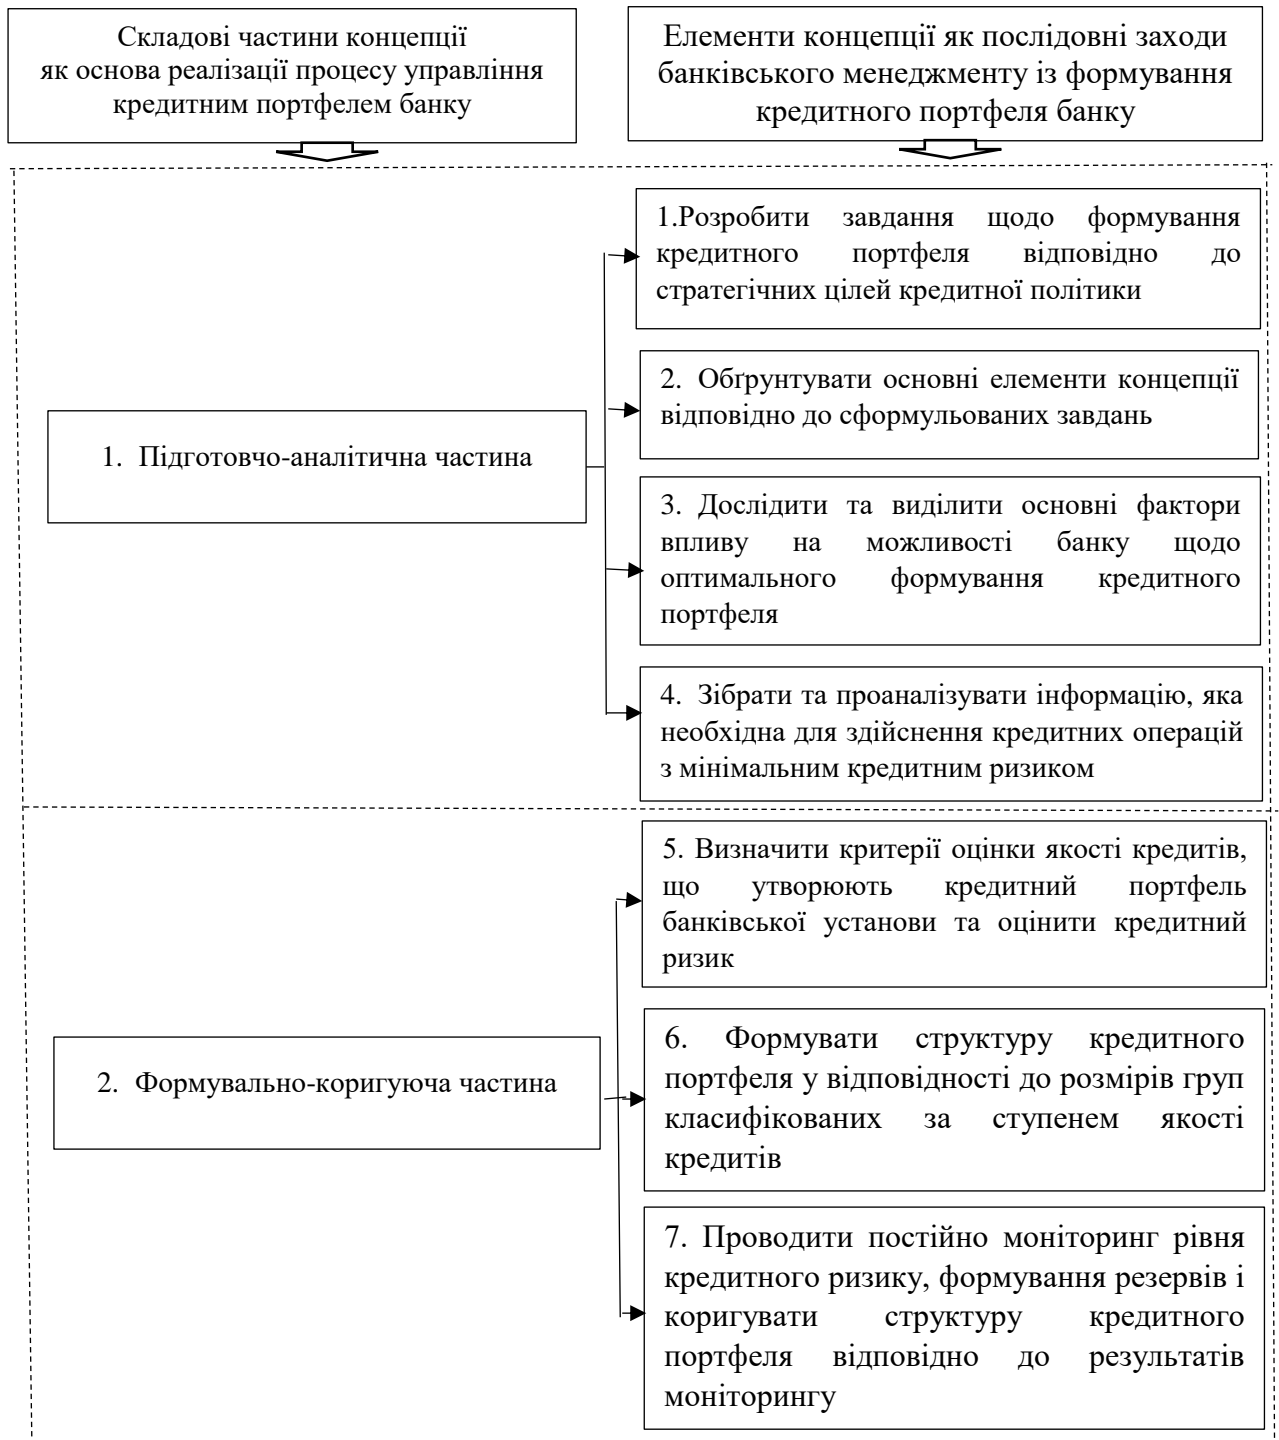 Складові частини концепції
як основа реалізації процесу управління
кредитним портфелем банку
Елементи концепції як послідовні заходи
банківського менеджменту із формування
кредитного портфеля банку
1. Підготовчо-аналітична частина
1.Розробити завдання щодо формування
кредитного портфеля відповідно до
стратегічних цілей кредитної політики
2. Обґрунтувати основні елементи концепції
відповідно до сформульованих завдань
3. Дослідити та виділити основні фактори
впливу на можливості банку щодо
оптимального формування кредитного
портфеля
4. Зібрати та проаналізувати інформацію, яка
необхідна для здійснення кредитних операцій
з мінімальним кредитним ризиком
2. Формувально-коригуюча частина
5. Визначити критерії оцінки якості кредитів,
що утворюють кредитний портфель
банківської установи та оцінити кредитний
ризик
6. Формувати структуру кредитного
портфеля у відповідності до розмірів груп
класифікованих за ступенем якості
кредитів
7. Проводити постійно моніторинг рівня
кредитного ризику, формування резервів і
коригувати структуру кредитного
портфеля відповідно до результатів
моніторингу